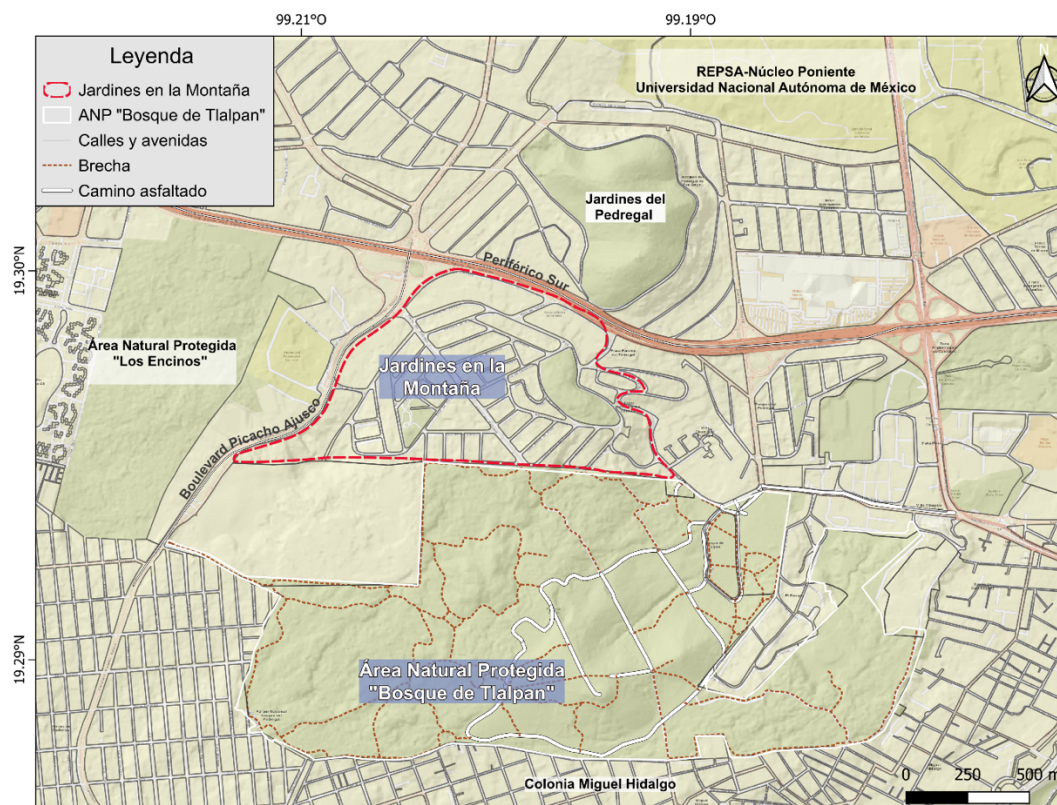 99.21°O
99.19°O
Leyenda
Jardines en la Montaña
ANP "Bosque de Tlalpan"
Calles y avenidas
Brecha
Camino asfaltado
REPSA-Núcleo Poniente
Universidad Nacional Autónoma de México
N
Jardines del
Pedregal
19.30°N
Periférico Sur
Área Natural Protegida
"Los Encinos"
Jardines en la
Montaña
Boulevard Picacho Ajusco
19.29°N
Área Natural Protegida
"Bosque de Tlalpan"
Colonia Miguel Hidalgo
0 250 500 m